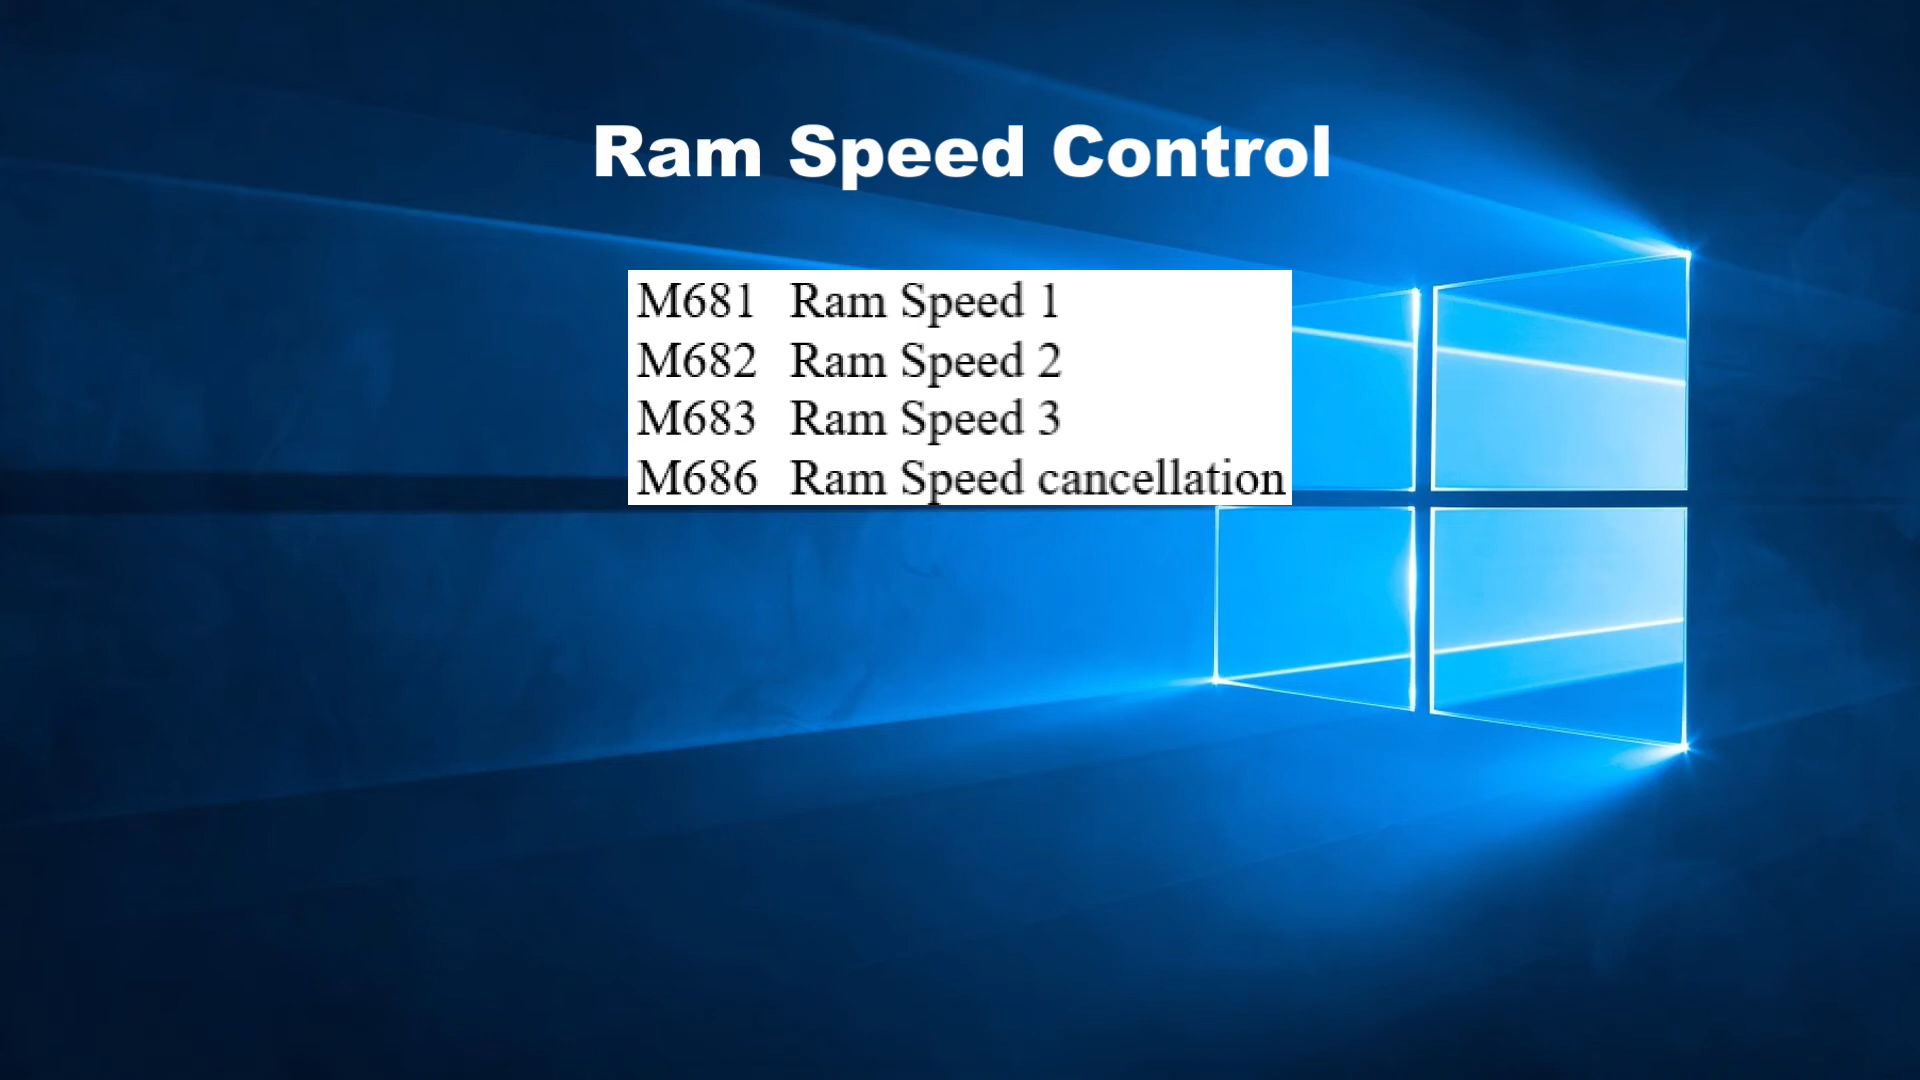 Ram Speed Control
M681 Ram Speed 1
M682 Ram Speed 2
M683 Ram Speed 3
M686 Ram Speed cancellation